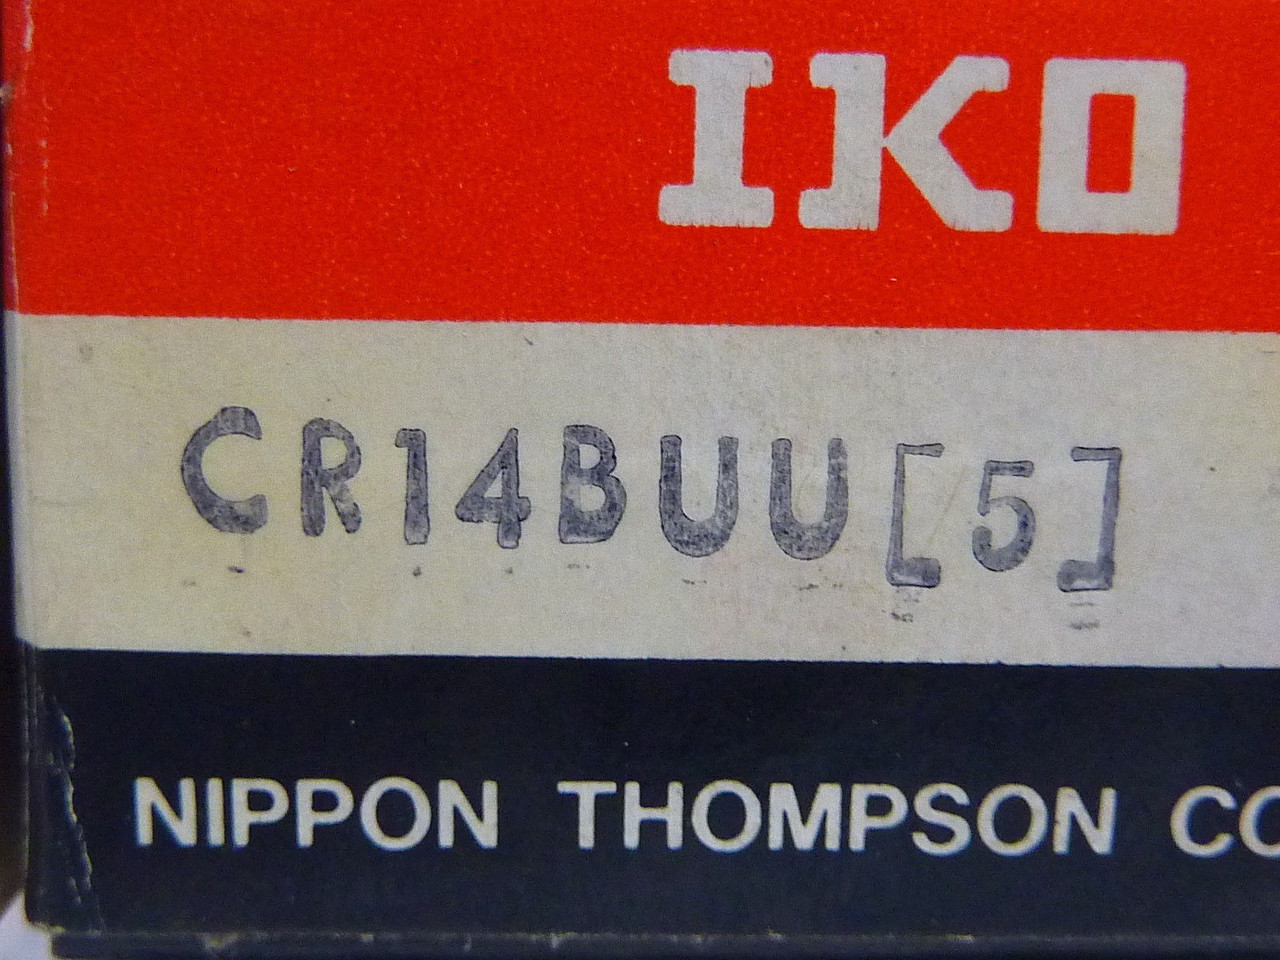 IKO
CR14BUU[5]
NIPPON THOMPSON CO